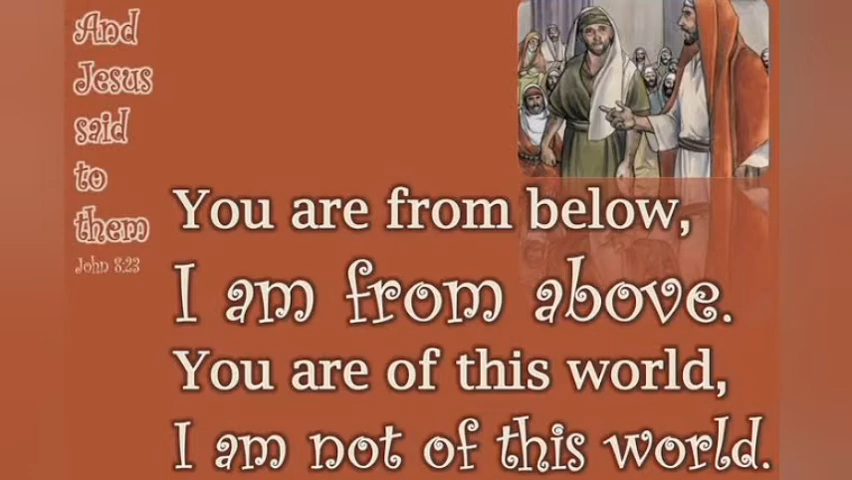 And
Jesus
said
to
them
John 8:23
You are from below,
I am from above.
You are of this world,
I am not of this world.